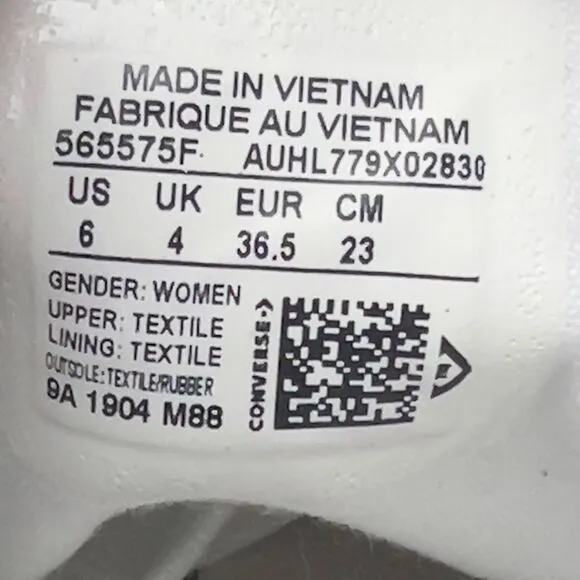 MADE IN VIETNAM
FABRIQUE AU VIETNAM
565575F AUHL779X02830
US UK EUR CM
6 4 36.5 23
GENDER: WOMEN
UPPER: TEXTILE
LINING: TEXTILE
OUTSOLE: TEXTILE/RUBBER
9A 1904 M88
CONVERSE